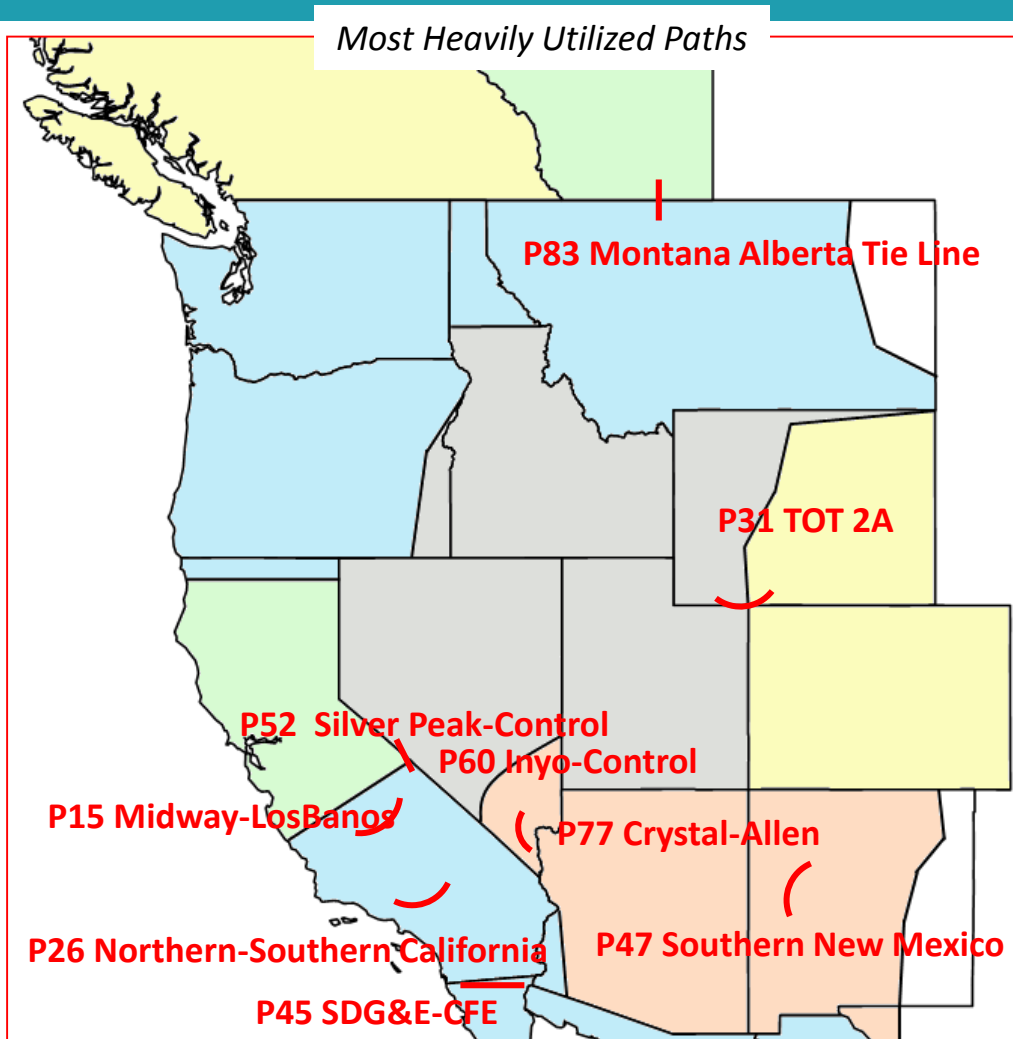 Most Heavily Utilized Paths
P83 Montana Alberta Tie Line
P31 TOT 2A
P52 Silver Peak-Control
P60 Inyo-Control
P15 Midway-LosBanos
P77 Crystal-Allen
P26 Northern-Southern California
P47 Southern New Mexico
P45 SDG&E-CFE